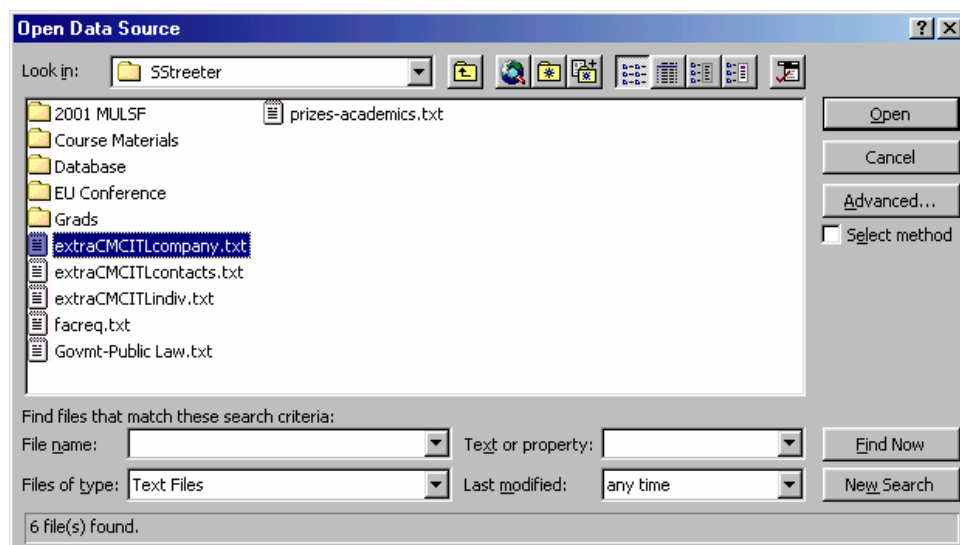 Open Data Source
Look in: SStreeter
2001 MULSF
Course Materials
Database
EU Conference
Grads
extraCMCITLcompany.txt
extraCMCITLcontacts.txt
extraCMCITLindiv.txt
facreq.txt
Govmt-Public Law.txt
prizes-academics.txt
Open
Cancel
Advanced...
Select method
Find files that match these search criteria:
File name: Text or property: Find Now
Files of type: Text Files Last modified: any time New Search
6 file(s) found.